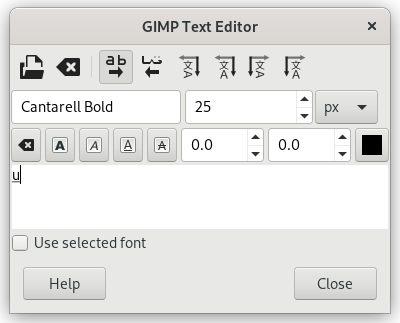 GIMP Text Editor
Cantarell Bold 25 px
0.0 0.0
u
Use selected font
Help Close